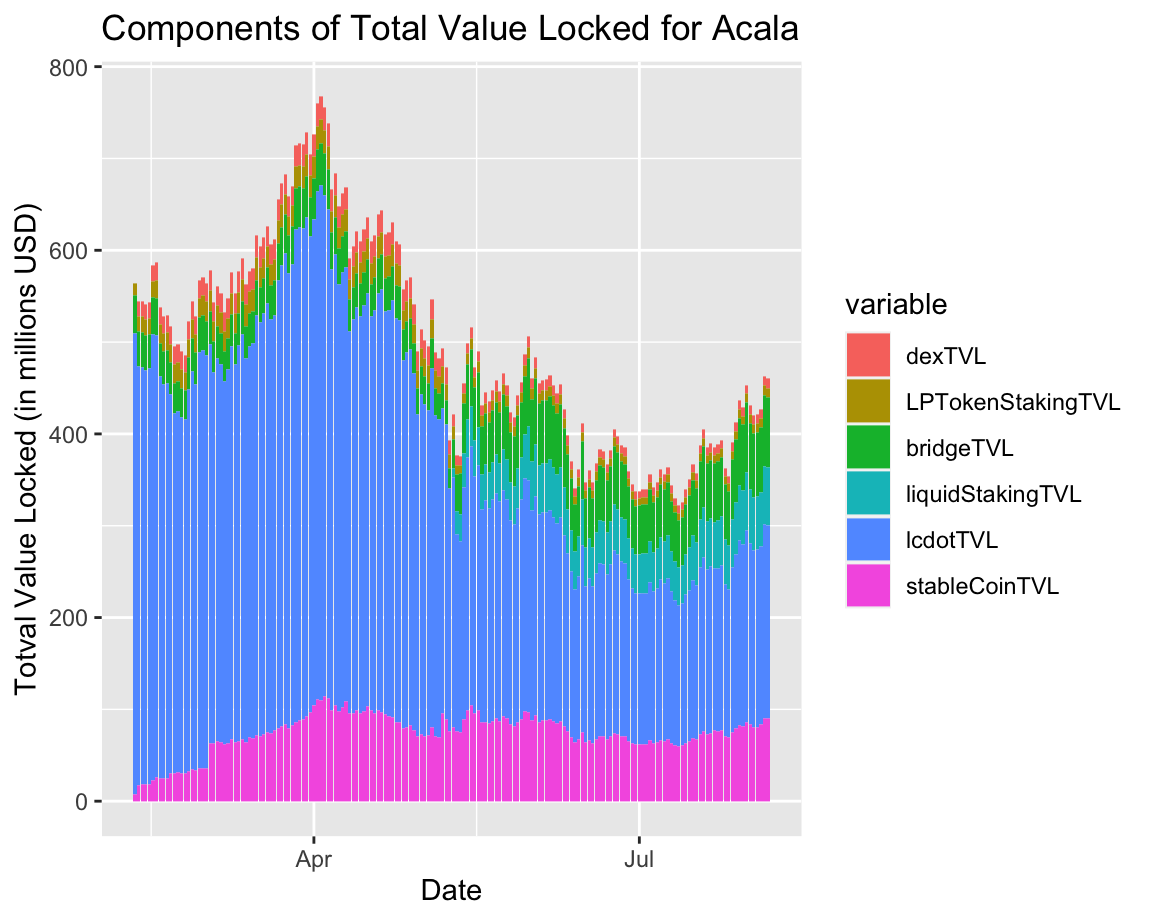 Components of Total Value Locked for Acala
Totval Value Locked (in millions USD)
800
600
400
200
0
Apr
Jul
Date
variable
dexTVL
LPTokenStakingTVL
bridgeTVL
liquidStakingTVL
lcdotTVL
stableCoinTVL